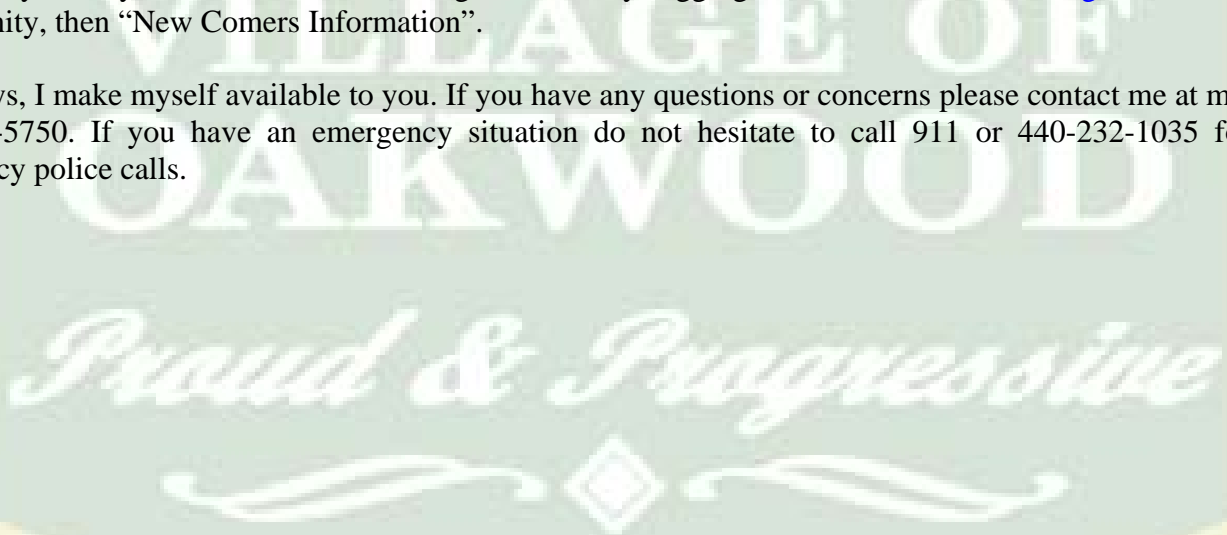 nity, then “New Comers Information”.
ys, I make myself available to you. If you have any questions or concerns please contact me at
-5750. If you have an emergency situation do not hesitate to call 911 or 440-232-1035
cy police calls.
VILLAGE OF
OAKWOOD
Proud & Progressive